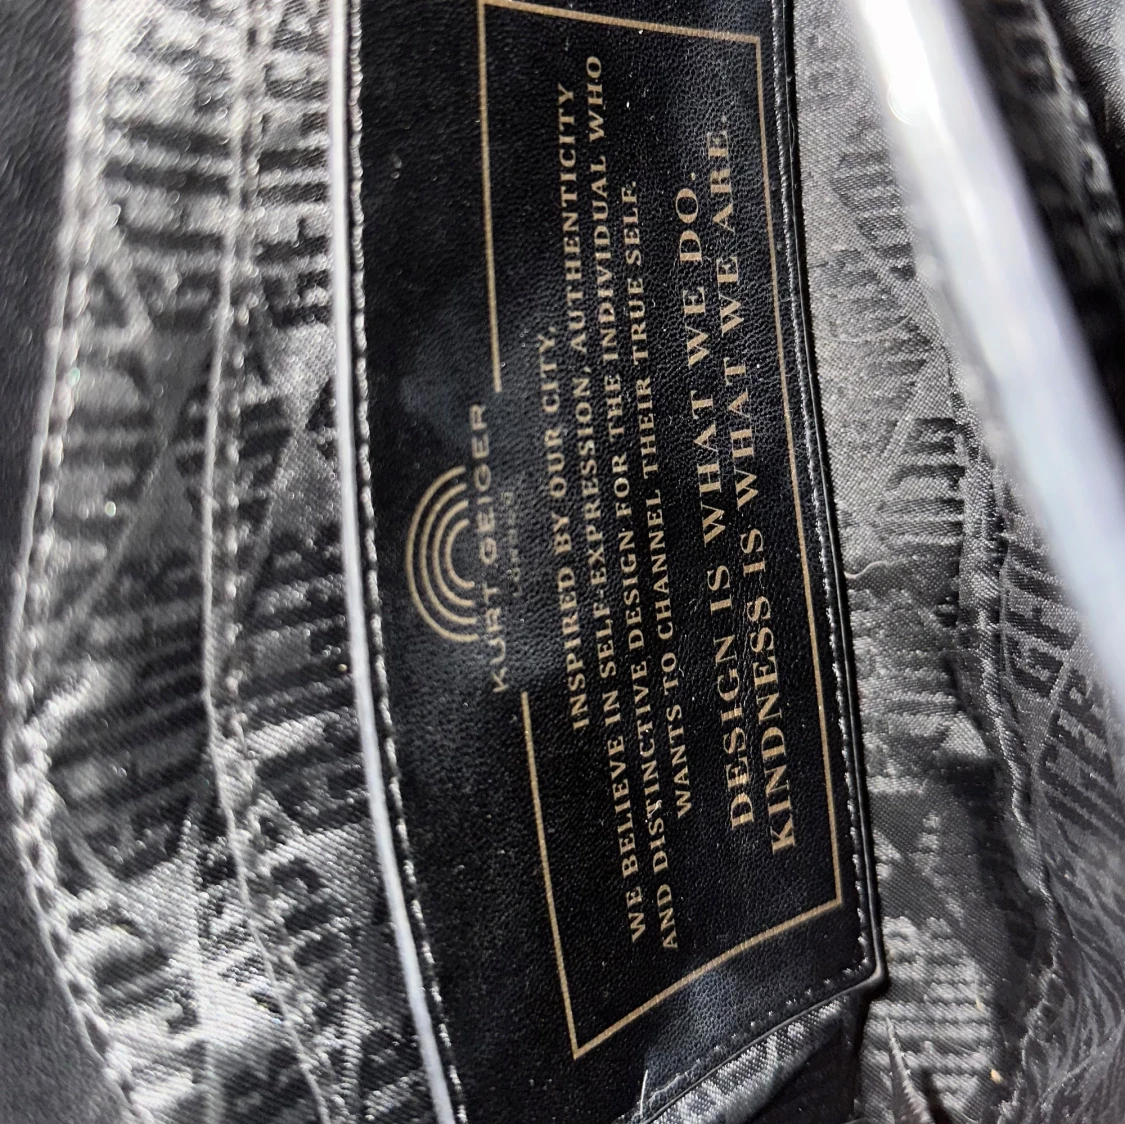 KURT GEIGER
LONDON
INSPIRED BY OUR CITY,
WE BELIEVE IN SELF-EXPRESSION, AUTHENTICITY
AND DISTINCTIVE DESIGN FOR THE INDIVIDUAL WHO
WANTS TO CHANNEL THEIR TRUE SELF
DESIGN IS WHAT WE DO.
KINDNESS IS WHAT WE ARE.